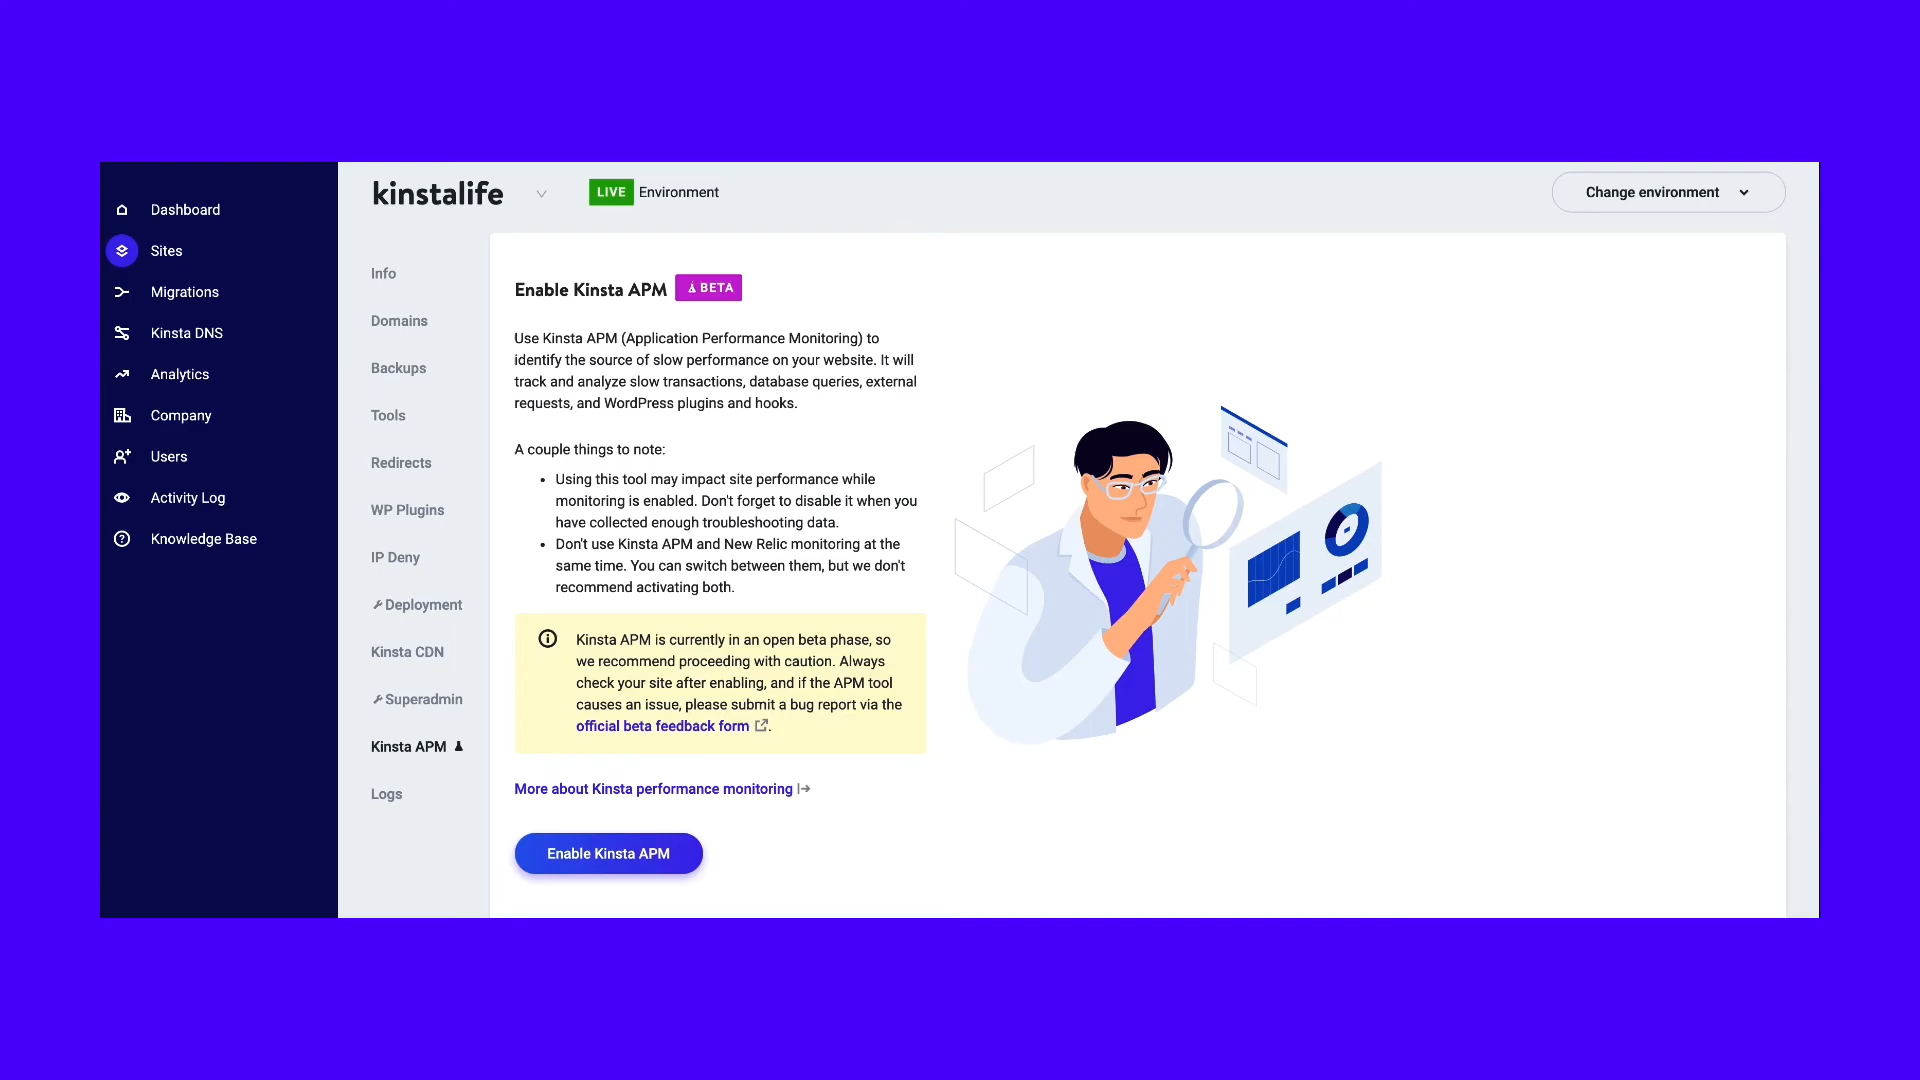 Dashboard
Sites
Migrations
Kinsta DNS
Analytics
Company
Users
Activity Log
Knowledge Base
kinstalife
LIVE Environment
Change environment
Info
Domains
Backups
Tools
Redirects
WP Plugins
IP Deny
Deployment
Kinsta CDN
Superadmin
Kinsta APM
Logs
Enable Kinsta APM BETA
Use Kinsta APM (Application Performance Monitoring) to
identify the source of slow performance on your website. It will
track and analyze slow transactions, database queries, external
requests, and WordPress plugins and hooks.
A couple things to note:
• Using this tool may impact site performance while
monitoring is enabled. Don't forget to disable it when you
have collected enough troubleshooting data.
• Don't use Kinsta APM and New Relic monitoring at the
same time. You can switch between them, but we don't
recommend activating both.
Kinsta APM is currently in an open beta phase, so
we recommend proceeding with caution. Always
check your site after enabling, and if the APM tool
causes an issue, please submit a bug report via the
official beta feedback form.
More about Kinsta performance monitoring
Enable Kinsta APM